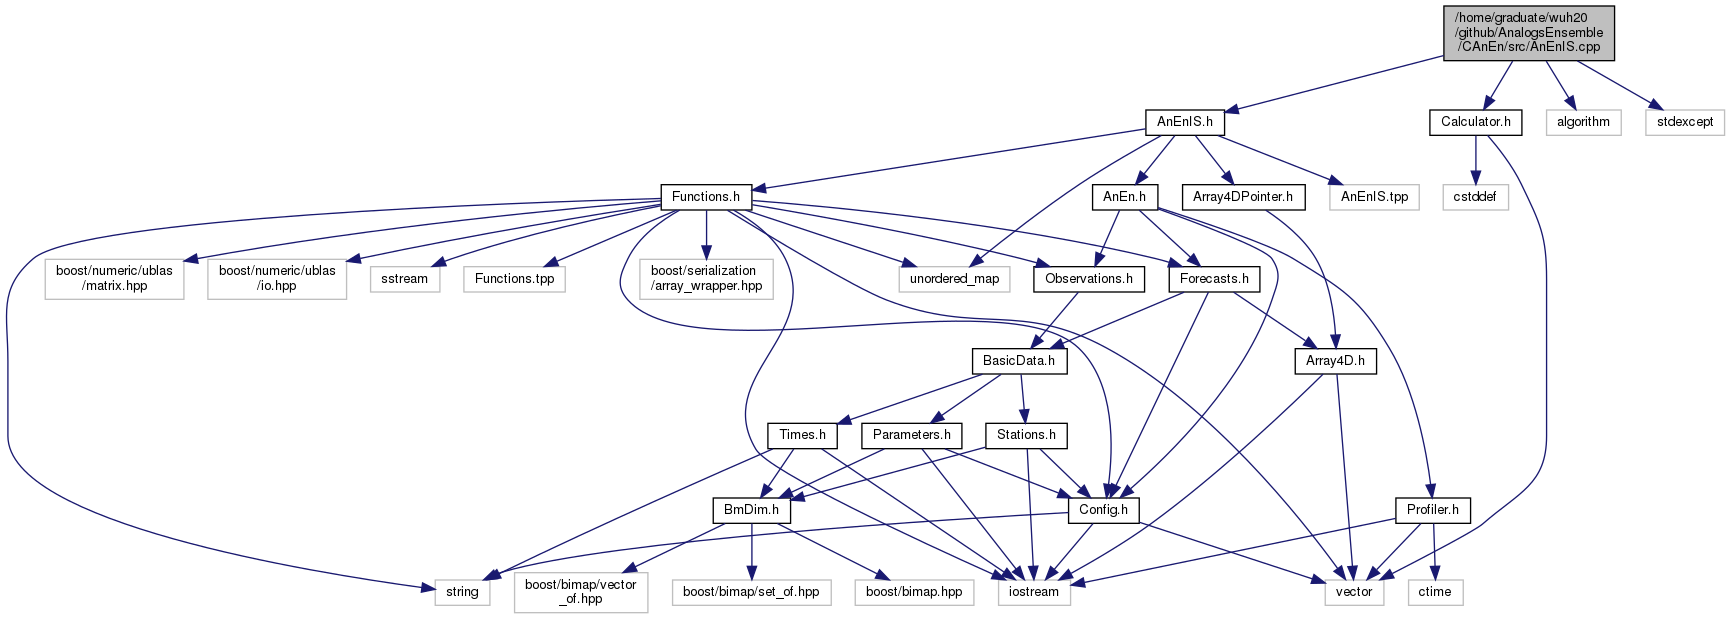 /home/graduate/wuh20
/github/AnalogsEnsemble
/CAnEn/src/AnEnIS.cpp
AnEnIS.h
Calculator.h
algorithm
stdexcept
Functions.h
AnEn.h
Array4DPointer.h
AnEnIS.tpp
cstddef
boost/numeric/ublas
/matrix.hpp
boost/numeric/ublas
/io.hpp
sstream
Functions.tpp
boost/serialization
/array_wrapper.hpp
unordered_map
Observations.h
Forecasts.h
BasicData.h
Array4D.h
Times.h
Parameters.h
Stations.h
BmDim.h
Config.h
Profiler.h
string
boost/bimap/vector
_of.hpp
boost/bimap/set_of.hpp
boost/bimap.hpp
iostream
vector
ctime